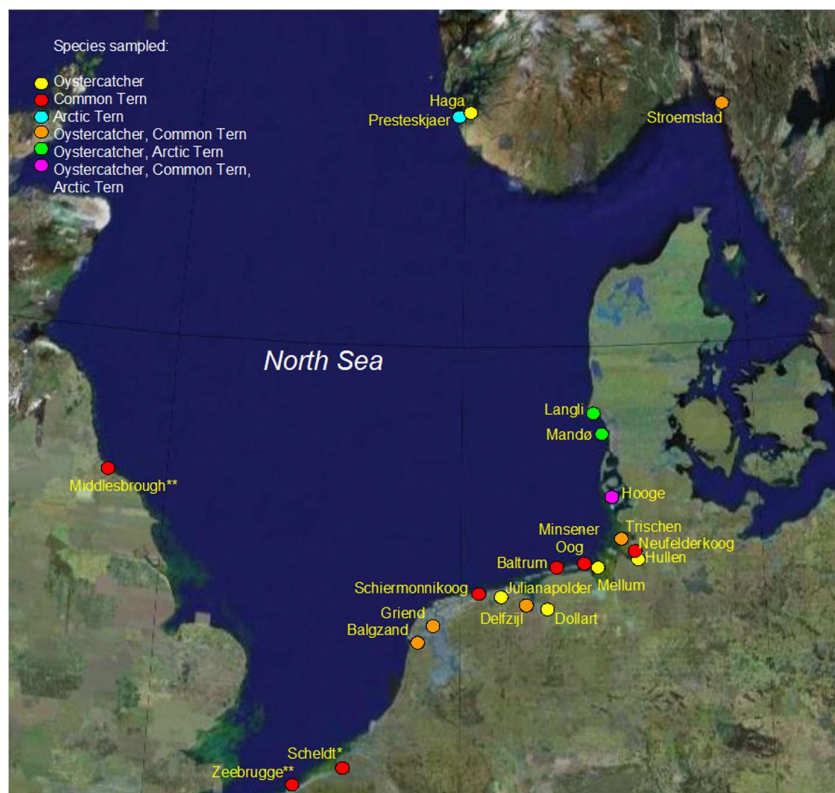 Species sampled:
Oystercatcher
Common Tern
Arctic Tern
Oystercatcher, Common Tern
Oystercatcher, Arctic Tern
Oystercatcher, Common Tern,
Arctic Tern
Haga
Presteskjaer
Stroemstad
North Sea
Langli
Mandø
Middlesbrough**
Hooge
Minsener
Oog
Trischen
Neufelderkoog
Hullen
Baltrum
Mellum
Schiermonnikoog
Julianapolder
Griend
Delfzijl
Dollart
Balgzand
Scheldt*
Zeebrugge**